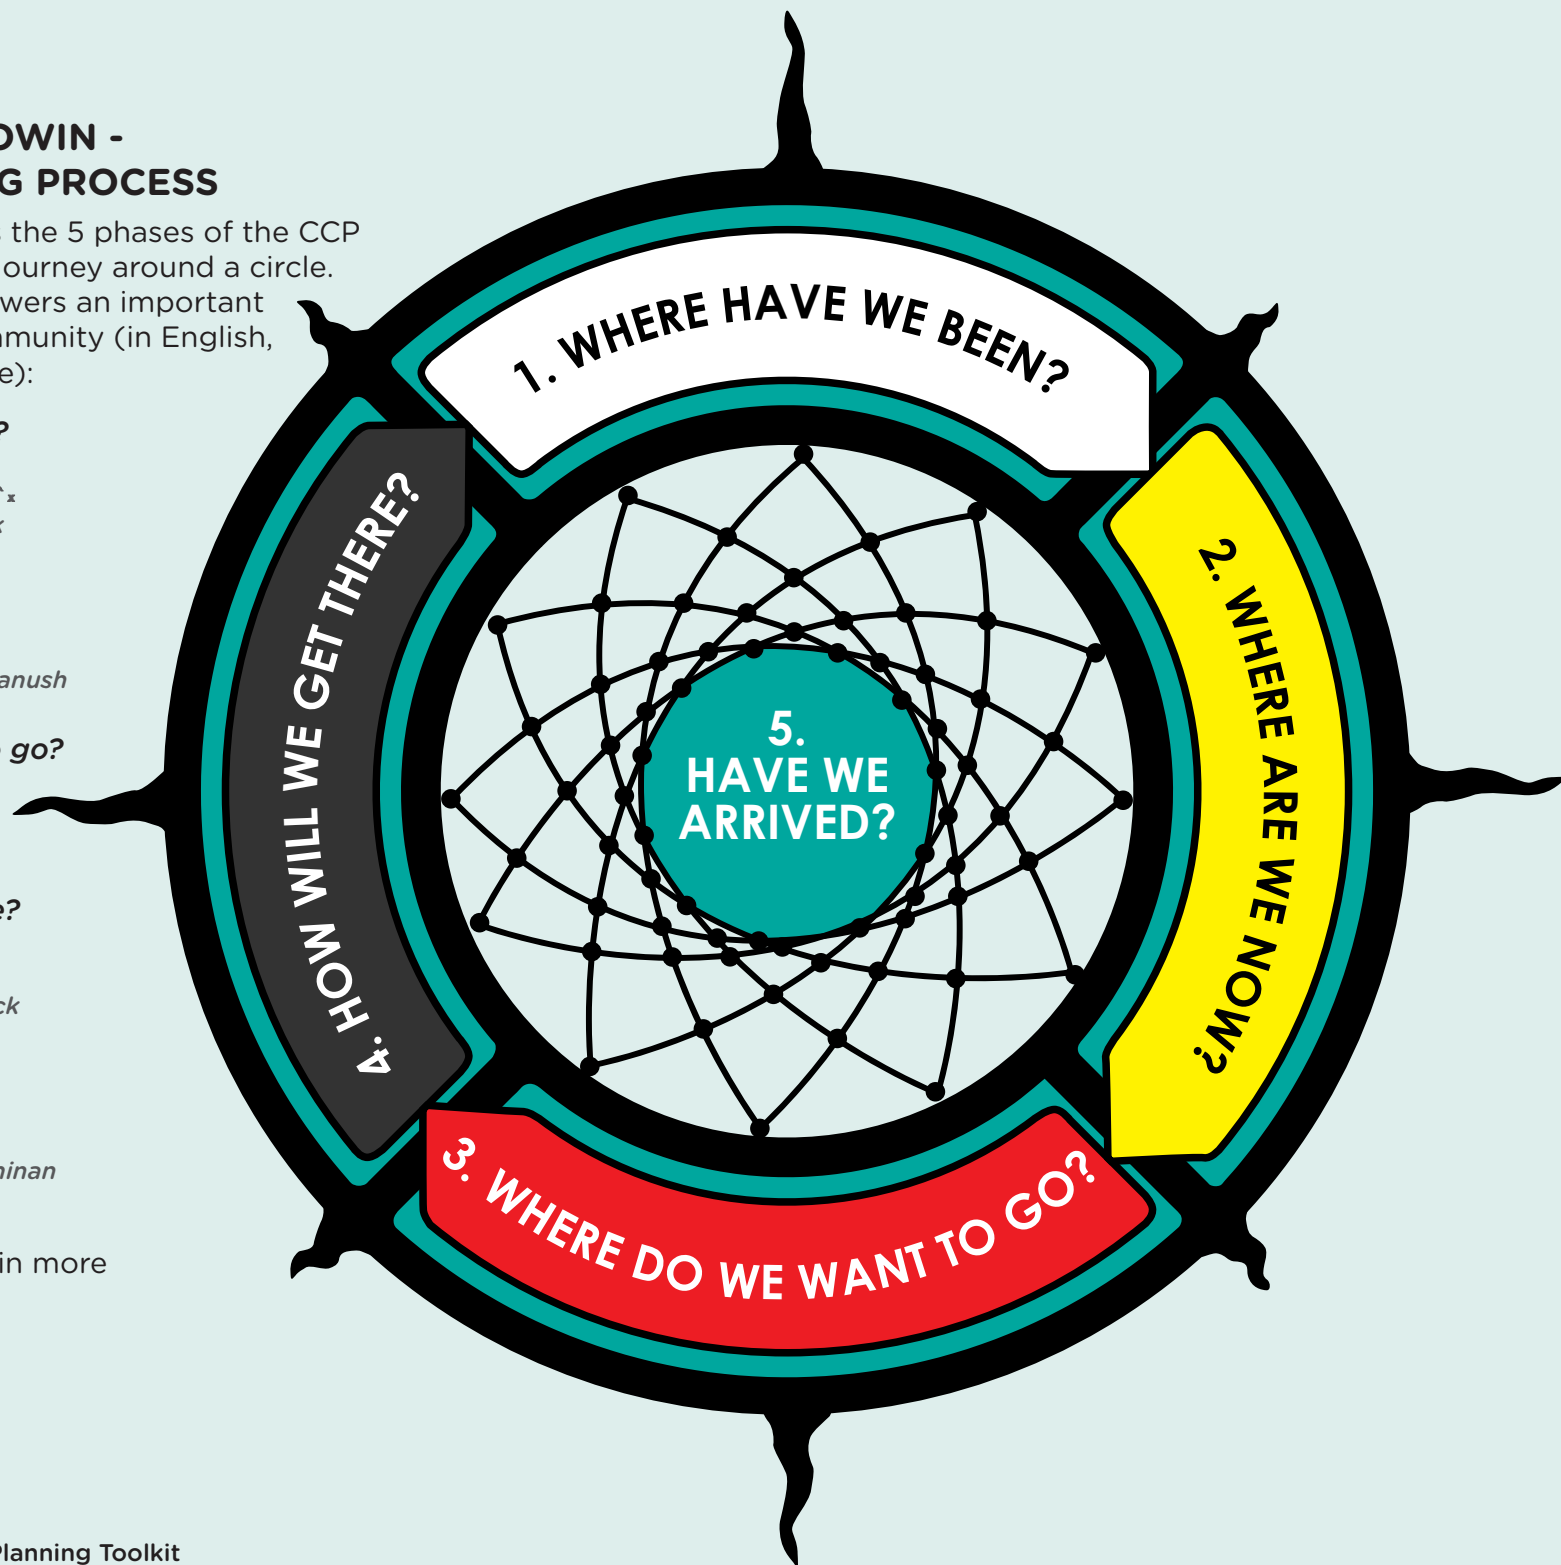 OWIN -
G PROCESS
s the 5 phases of the CCP
ourney around a circle.
wers an important
munity (in English,
e):
?
anush
go?
e?
ck
ninan
in more
Planning Toolkit
1. WHERE HAVE WE BEEN?
2. WHERE ARE WE NOW?
3. WHERE DO WE WANT TO GO?
4. HOW WILL WE GET THERE?
5.
HAVE WE
ARRIVED?